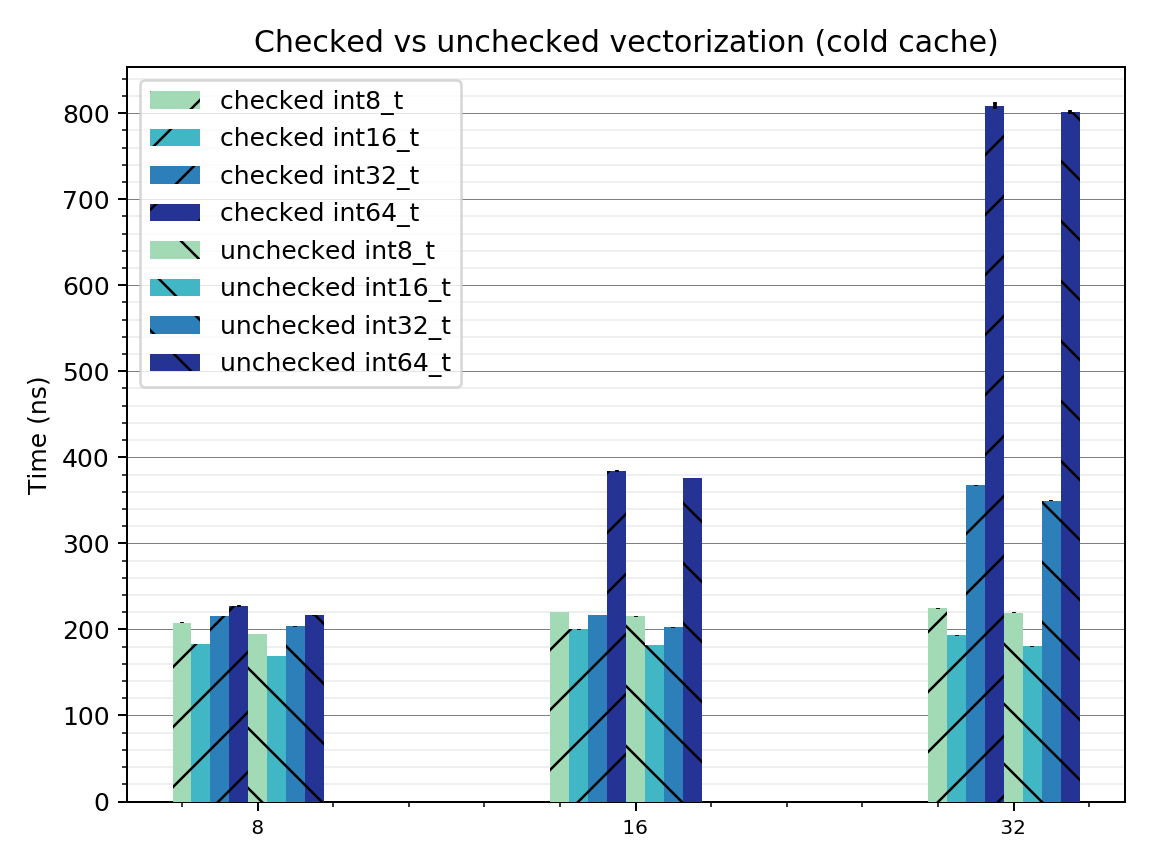 Checked vs unchecked vectorization (cold cache)
Time (ns)
800
700
600
500
400
300
200
100
0
checked int8_t
checked int16_t
checked int32_t
checked int64_t
unchecked int8_t
unchecked int16_t
unchecked int32_t
unchecked int64_t
8
16
32